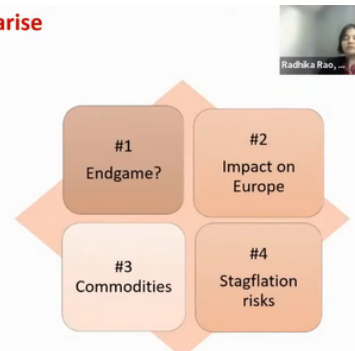 arise
Radhika Rao, ...
#1
Endgame?
#2
Impact on
Europe
#3
Commodities
#4
Stagflation
risks